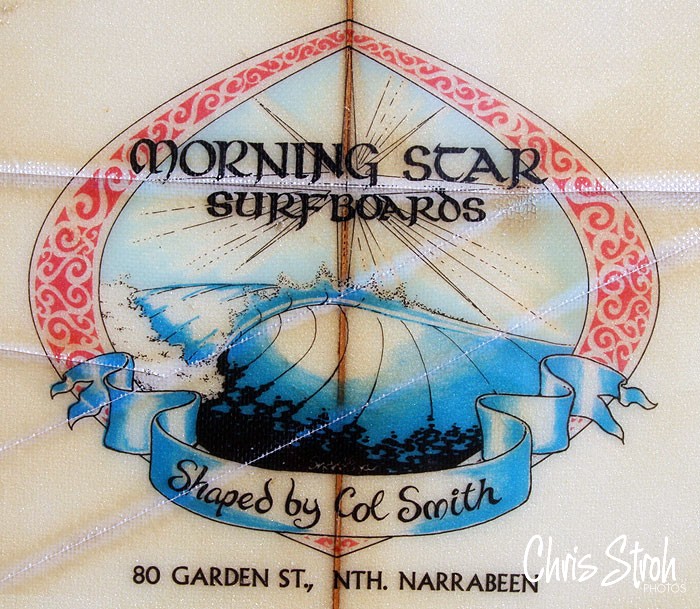 MORNING STAR
SURFBOARDS
Shaped by Col Smith
80 GARDEN ST., NTH. NARRABEEN
Chris Stroh
PHOTOS